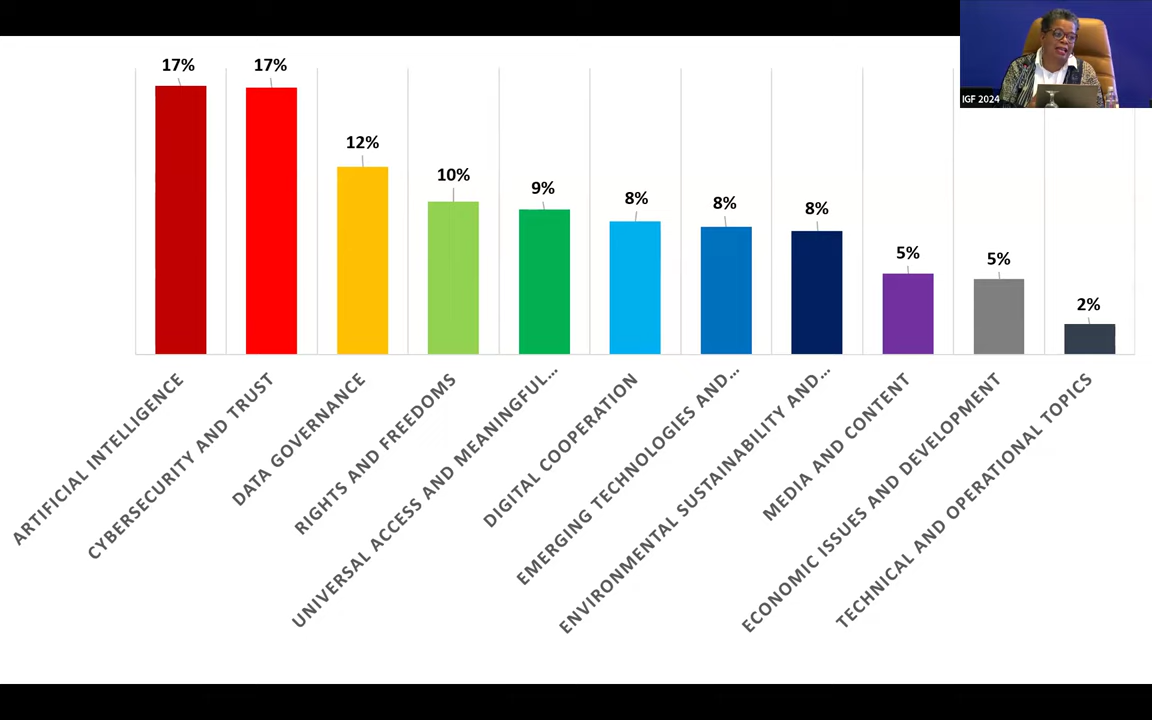 IGF 2024
17%
17%
12%
10%
9%
8%
8%
8%
5%
5%
2%
ARTIFICIAL INTELLIGENCE
CYBERSECURITY AND TRUST
DATA GOVERNANCE
RIGHTS AND FREEDOMS
UNIVERSAL ACCESS AND MEANINGFUL...
DIGITAL COOPERATION
EMERGING TECHNOLOGIES AND...
ENVIRONMENTAL SUSTAINABILITY AND...
MEDIA AND CONTENT
ECONOMIC ISSUES AND DEVELOPMENT
TECHNICAL AND OPERATIONAL TOPICS